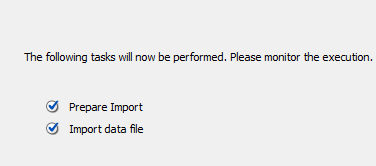 The following tasks will now be performed. Please monitor the execution.
Prepare Import
Import data file